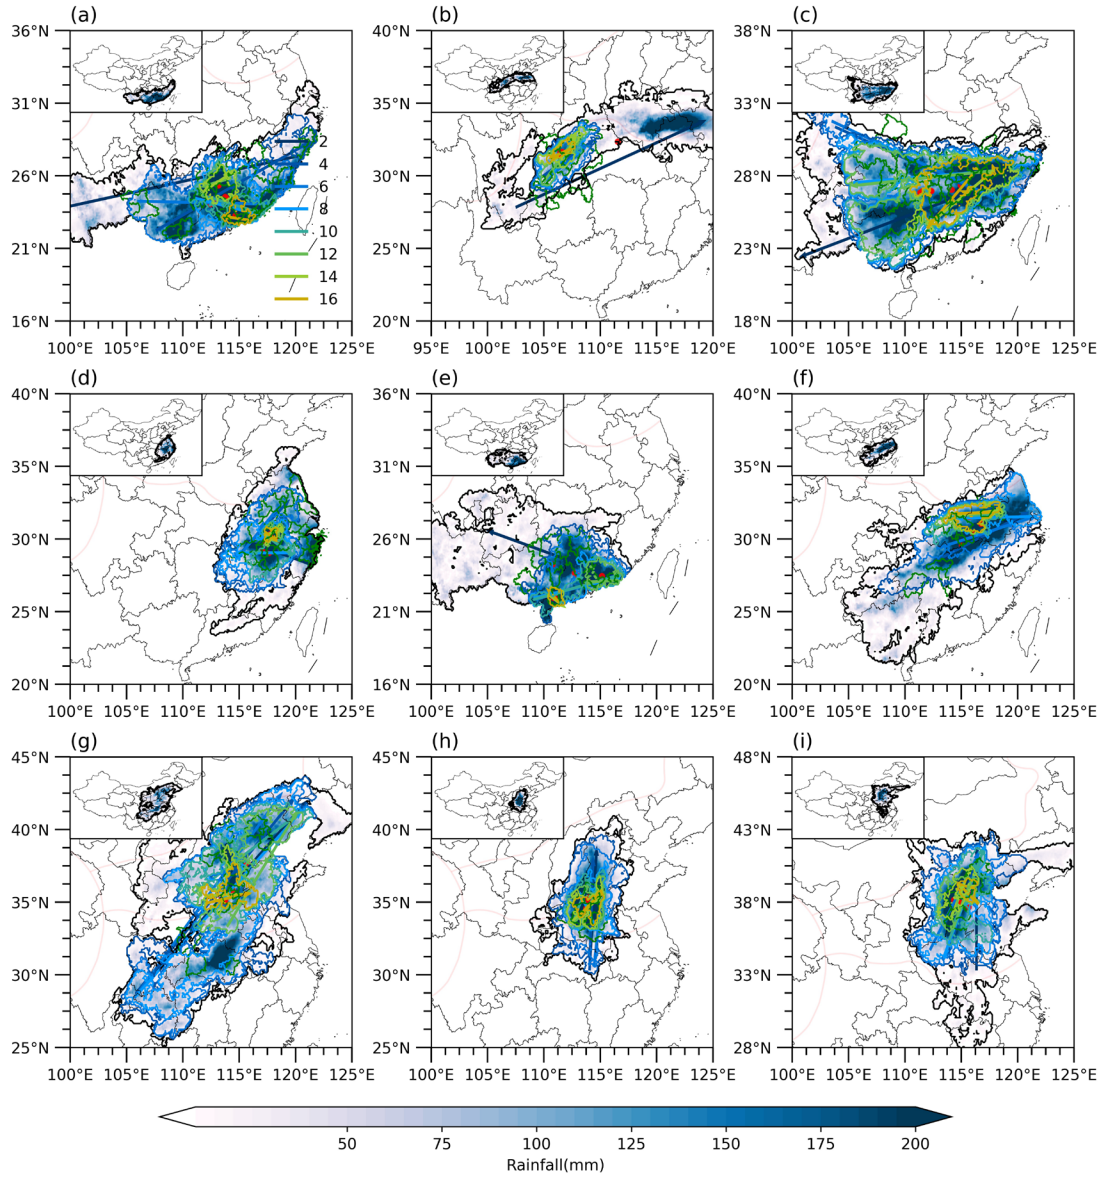 (a)
(b)
(c)
36°N
31°N
26°N
21°N
16°N
2
4
6
8
10
12
14
16
100°E 105°E 110°E 115°E 120°E 125°E
40°N
35°N
30°N
25°N
20°N
95°E 100°E 105°E 110°E 115°E 120°E
38°N
33°N
28°N
23°N
18°N
100°E 105°E 110°E 115°E 120°E 125°E
(d)
(e)
(f)
40°N
35°N
30°N
25°N
20°N
100°E 105°E 110°E 115°E 120°E 125°E
36°N
31°N
26°N
21°N
16°N
100°E 105°E 110°E 115°E 120°E 125°E
40°N
35°N
30°N
25°N
20°N
100°E 105°E 110°E 115°E 120°E 125°E
(g)
(h)
(i)
45°N
40°N
35°N
30°N
25°N
100°E 105°E 110°E 115°E 120°E 125°E
45°N
40°N
35°N
30°N
25°N
100°E 105°E 110°E 115°E 120°E 125°E
48°N
43°N
38°N
33°N
28°N
100°E 105°E 110°E 115°E 120°E 125°E
50 75 100 125 150 175 200
Rainfall(mm)